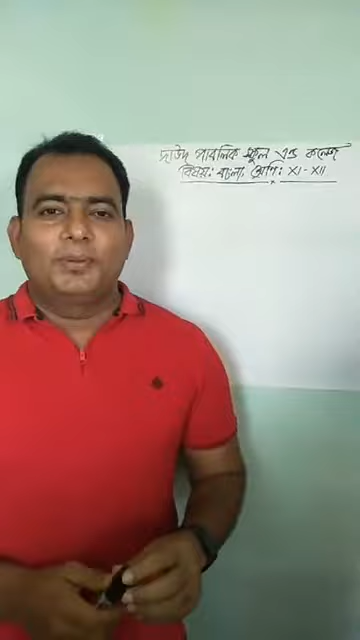 দাউদ পাবলিক স্কুল এন্ড কলেজ
বিষয়: বাংলা, শ্রেণি: XI - XII